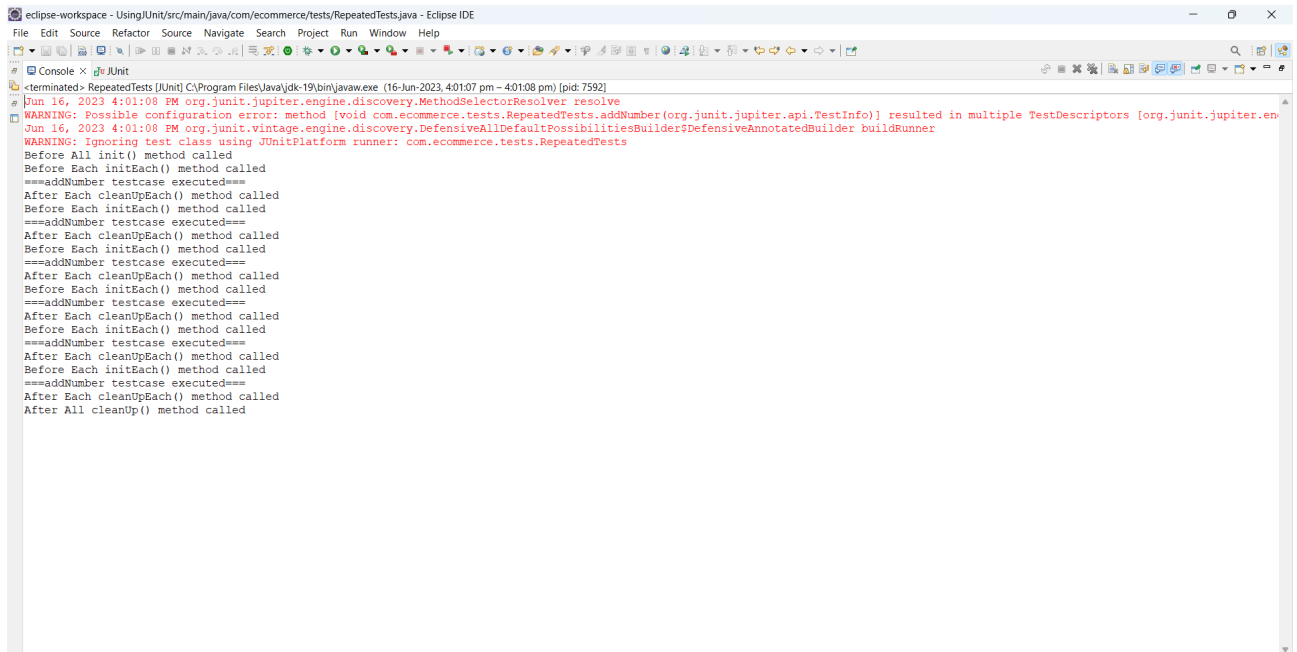 eclipse-workspace - UsingJUnit/src/main/java/com/ecommerce/tests/RepeatedTests.java - Eclipse IDE
File Edit Source Refactor Source Navigate Search Project Run Window Help
Console JUnit
<terminated> RepeatedTests [JUnit] C:\Program Files\Java\jdk-19\bin\javaw.exe (16-Jun-2023, 4:01:07 pm – 4:01:08 pm) [pid: 7592]
Jun 16, 2023 4:01:08 PM org.junit.jupiter.engine.discovery.MethodSelectorResolver resolve
WARNING: Possible configuration error: method [void com.ecommerce.tests.RepeatedTests.addNumber(org.junit.jupiter.api.TestInfo)] resulted in multiple TestDescriptors [org.junit.jupiter.en
Jun 16, 2023 4:01:08 PM org.junit.vintage.engine.discovery.DefensiveAllDefaultPossibilitiesBuilder$DefensiveAnnotatedBuilder buildRunner
WARNING: Ignoring test class using JUnitPlatform runner: com.ecommerce.tests.RepeatedTests
Before All init() method called
Before Each initEach() method called
===addNumber testcase executed===
After Each cleanUpEach() method called
Before Each initEach() method called
===addNumber testcase executed===
After Each cleanUpEach() method called
Before Each initEach() method called
===addNumber testcase executed===
After Each cleanUpEach() method called
Before Each initEach() method called
===addNumber testcase executed===
After Each cleanUpEach() method called
Before Each initEach() method called
===addNumber testcase executed===
After Each cleanUpEach() method called
Before Each initEach() method called
===addNumber testcase executed===
After Each cleanUpEach() method called
After All cleanUp() method called